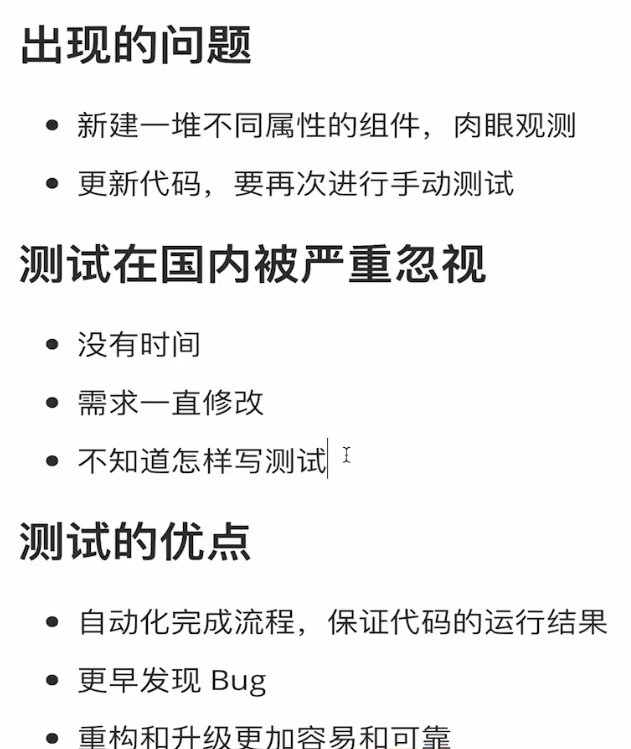 出现的问题
新建一堆不同属性的组件，肉眼观测
更新代码，要再次进行手动测试
测试在国内被严重忽视
没有时间
需求一直修改
不知道怎样写测试
测试的优点
自动化完成流程，保证代码的运行结果
更早发现 Bug
重构和升级更加容易和可靠